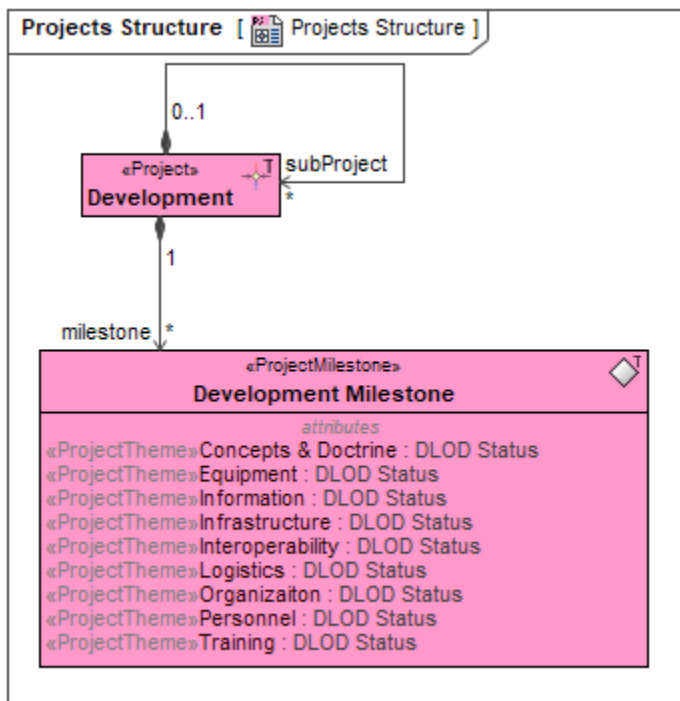 Projects Structure [ Projects Structure ]
0..1
«Project»
Development
subProject
*
1
milestone *
«ProjectMilestone»
Development Milestone
attributes
«ProjectTheme»Concepts & Doctrine : DLOD Status
«ProjectTheme»Equipment : DLOD Status
«ProjectTheme»Information : DLOD Status
«ProjectTheme»Infrastructure : DLOD Status
«ProjectTheme»Interoperability : DLOD Status
«ProjectTheme»Logistics : DLOD Status
«ProjectTheme»Organizaiton : DLOD Status
«ProjectTheme»Personnel : DLOD Status
«ProjectTheme»Training : DLOD Status